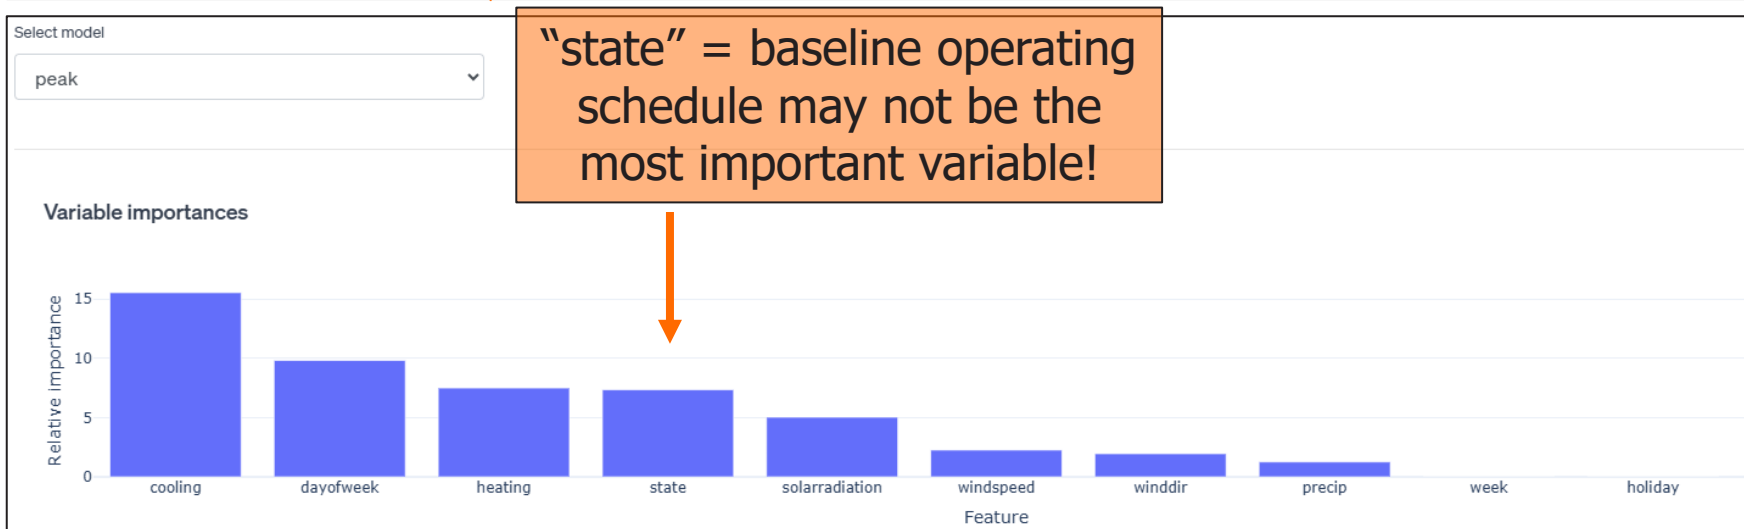 Select model
peak
“state” = baseline operating
schedule may not be the
most important variable!
Variable importances
Relative importance
15
10
5
0
cooling dayofweek heating state solarradiation windspeed winddir precip week holiday
Feature